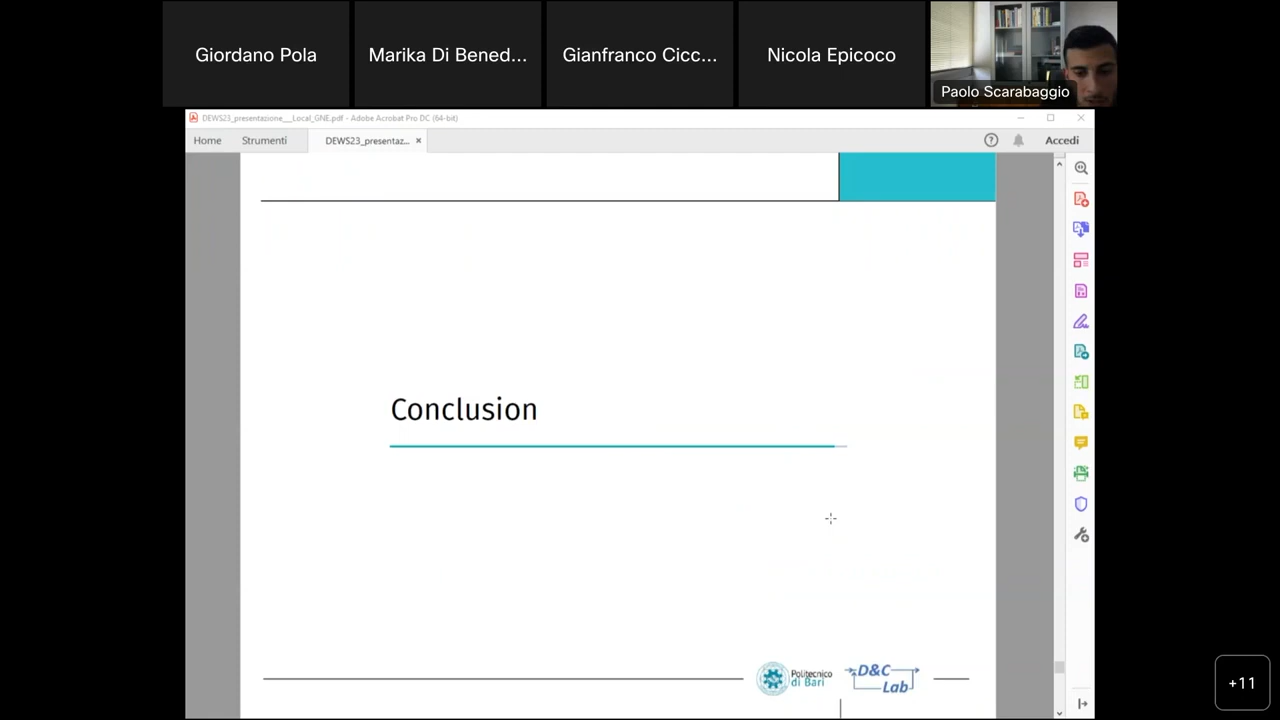 Giordano Pola
Marika Di Bened...
Gianfranco Cicc...
Nicola Epicoco
Paolo Scarabaggio
DEWS23_presentazione__Local_GNE.pdf - Adobe Acrobat Pro DC (64-bit)
Home
Strumenti
DEWS23_presentaz...
Accedi
Conclusion
Politecnico
di Bari
D&C
Lab
+11